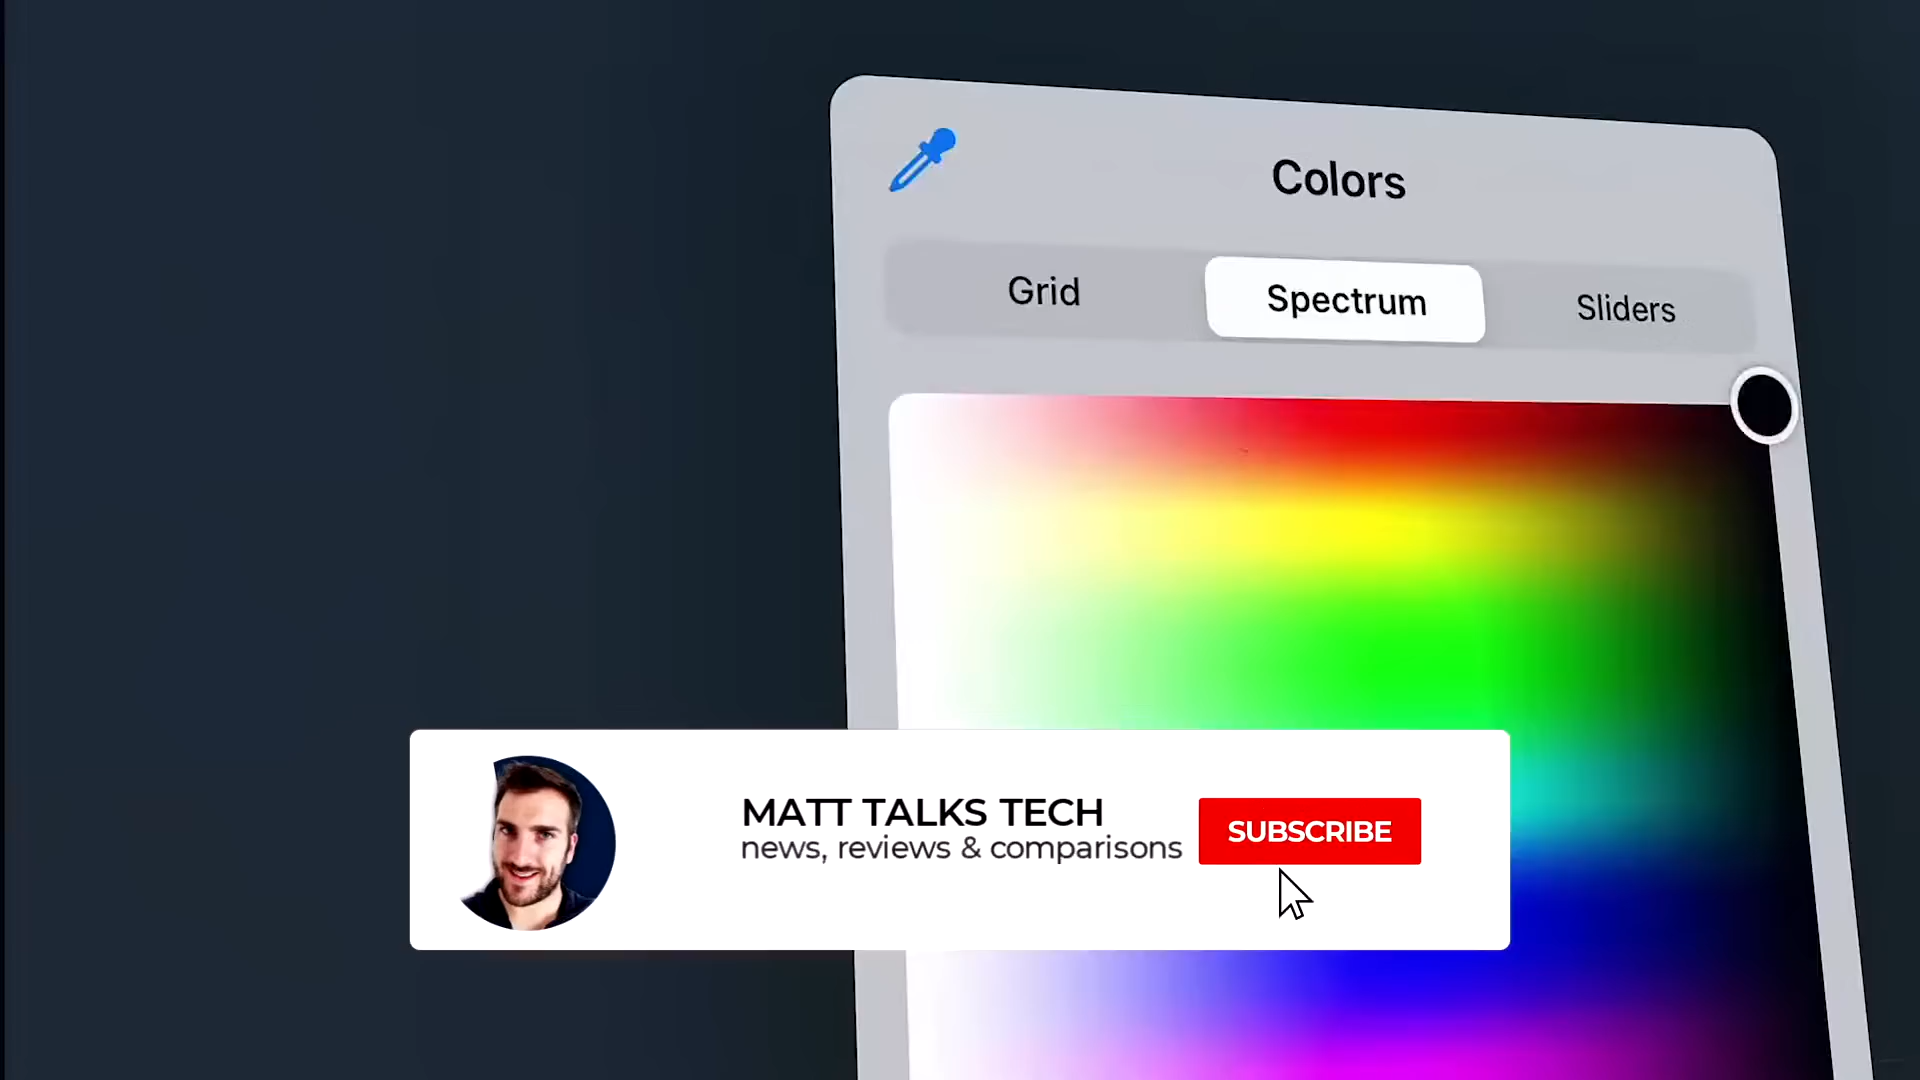 Colors
Grid
Spectrum
Sliders
MATT TALKS TECH
news, reviews & comparisons
SUBSCRIBE